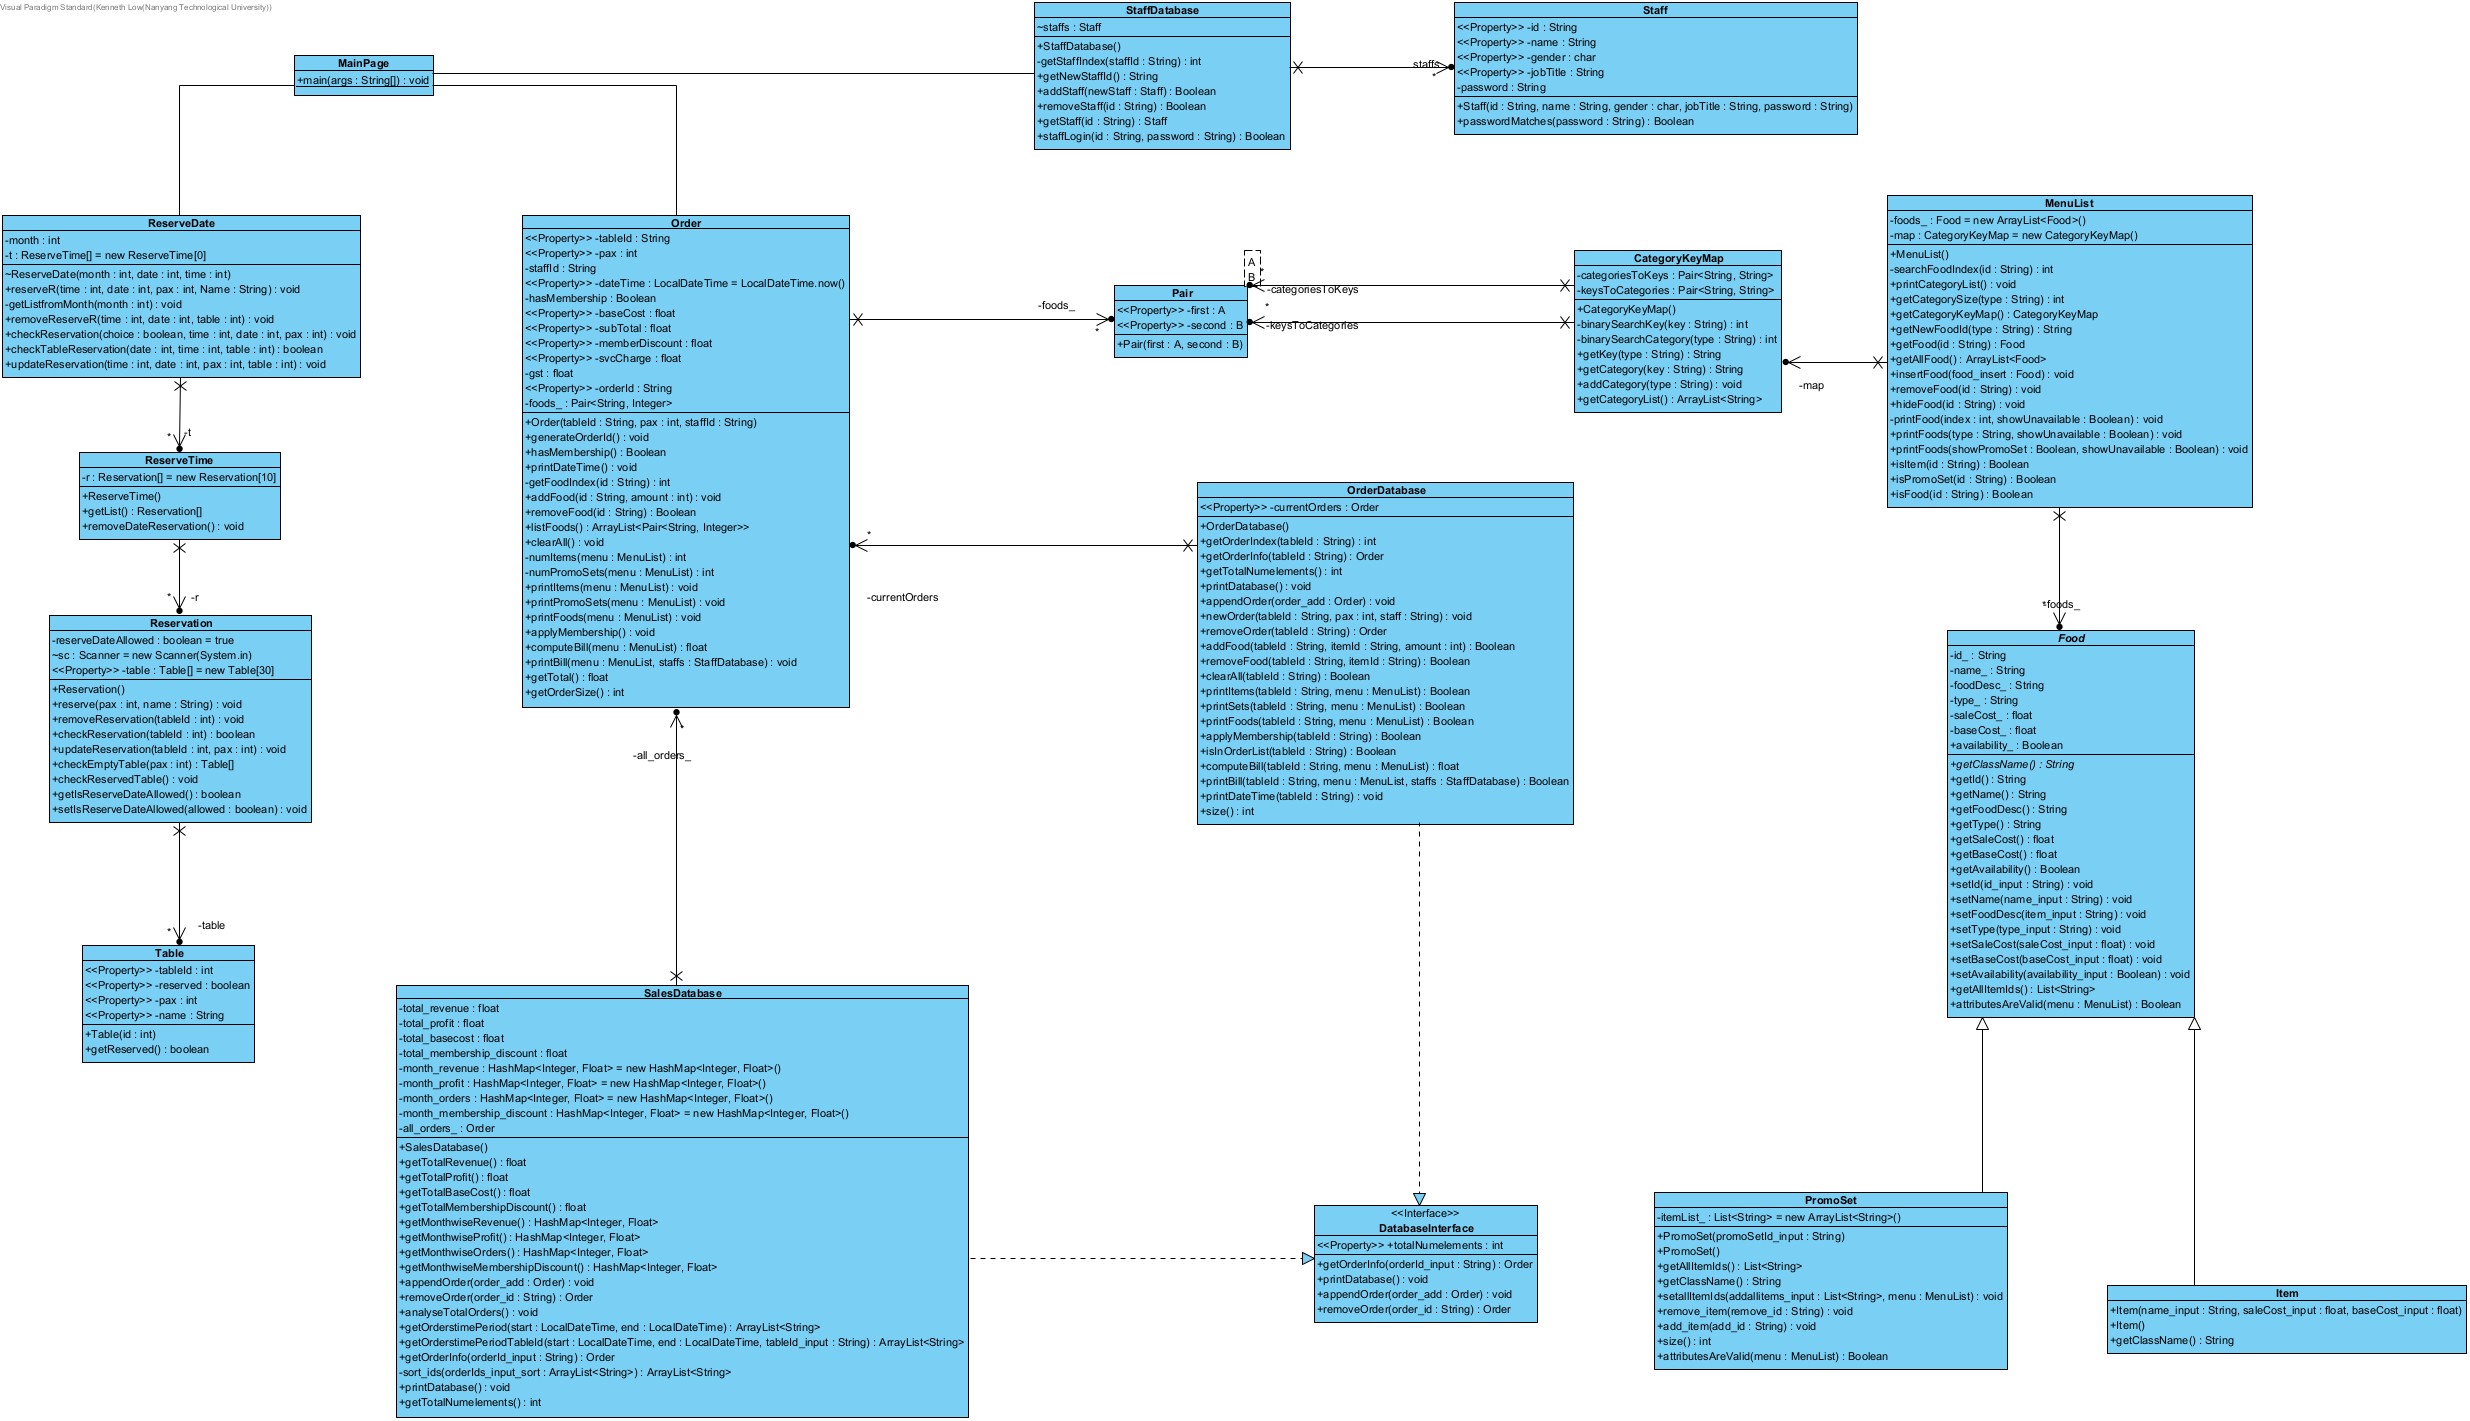 Visual Paradigm Standard(Kenneth Low(Nanyang Technological University))
MainPage
+main(args : String[]) : void
StaffDatabase
~staffs : Staff
+StaffDatabase()
-getStaffIndex(staffId : String) : int
+getNewStaffId() : String
+addStaff(newStaff : Staff) : Boolean
+removeStaff(id : String) : Boolean
+getStaff(id : String) : Staff
+staffLogin(id : String, password : String) : Boolean
staffs
*
Staff
<<Property>> -id : String
<<Property>> -name : String
<<Property>> -gender : char
<<Property>> -jobTitle : String
-password : String
+Staff(id : String, name : String, gender : char, jobTitle : String, password : String)
+passwordMatches(password : String) : Boolean
ReserveDate
-month : int
-t : ReserveTime[] = new ReserveTime[0]
~ReserveDate(month : int, date : int, time : int)
+reserveR(time : int, date : int, pax : int, Name : String) : void
-getListfromMonth(month : int) : void
+removeReserveR(time : int, date : int, table : int) : void
+checkReservation(choice : boolean, time : int, date : int, pax : int) : void
+checkTableReservation(date : int, time : int, table : int) : boolean
+updateReservation(time : int, date : int, pax : int, table : int) : void
* -t
ReserveTime
-r : Reservation[] = new Reservation[10]
+ReserveTime()
+getList() : Reservation[]
+removeDateReservation() : void
* -r
Reservation
-reserveDateAllowed : boolean = true
~sc : Scanner = new Scanner(System.in)
<<Property>> -table : Table[] = new Table[30]
+Reservation()
+reserve(pax : int, name : String) : void
+removeReservation(tableId : int) : void
+checkReservation(tableId : int) : boolean
+updateReservation(tableId : int, pax : int) : void
+checkEmptyTable(pax : int) : Table[]
+checkReservedTable() : void
+getIsReserveDateAllowed() : boolean
+setIsReserveDateAllowed(allowed : boolean) : void
* -table
Table
<<Property>> -tableId : int
<<Property>> -reserved : boolean
<<Property>> -pax : int
<<Property>> -name : String
+Table(id : int)
+getReserved() : boolean
Order
<<Property>> -tableId : String
<<Property>> -pax : int
-staffId : String
<<Property>> -dateTime : LocalDateTime = LocalDateTime.now()
-hasMembership : Boolean
<<Property>> -baseCost : float
<<Property>> -subTotal : float
<<Property>> -memberDiscount : float
<<Property>> -svcCharge : float
-gst : float
<<Property>> -orderId : String
-foods_ : Pair<String, Integer>
+Order(tableId : String, pax : int, staffId : String)
+generateOrderId() : void
+hasMembership() : Boolean
+printDateTime() : void
-getFoodIndex(id : String) : int
+addFood(id : String, amount : int) : void
+removeFood(id : String) : Boolean
+listFoods() : ArrayList<Pair<String, Integer>>
+clearAll() : void
-numItems(menu : MenuList) : int
-numPromoSets(menu : MenuList) : int
+printItems(menu : MenuList) : void
+printPromoSets(menu : MenuList) : void
+printFoods(menu : MenuList) : void
+applyMembership() : void
+computeBill(menu : MenuList) : float
+printBill(menu : MenuList, staffs : StaffDatabase) : void
+getTotal() : float
+getOrderSize() : int
-foods_
*
A
B
Pair
<<Property>> -first : A
<<Property>> -second : B
+Pair(first : A, second : B)
*
-categoriesToKeys
*
-keysToCategories
CategoryKeyMap
-categoriesToKeys : Pair<String, String>
-keysToCategories : Pair<String, String>
+CategoryKeyMap()
-binarySearchKey(key : String) : int
-binarySearchCategory(type : String) : int
+getKey(type : String) : String
+getCategory(key : String) : String
+addCategory(type : String) : void
+getCategoryList() : ArrayList<String>
-map
MenuList
-foods_ : Food = new ArrayList<Food>()
-map : CategoryKeyMap = new CategoryKeyMap()
+MenuList()
-searchFoodIndex(id : String) : int
+printCategoryList() : void
+getCategorySize(type : String) : int
+getCategoryKeyMap() : CategoryKeyMap
+getNewFoodId(type : String) : String
+getFood(id : String) : Food
+getAllFood() : ArrayList<Food>
+insertFood(food_insert : Food) : void
+removeFood(id : String) : void
+hideFood(id : String) : void
-printFood(index : int, showUnavailable : Boolean) : void
+printFoods(type : String, showUnavailable : Boolean) : void
+printFoods(showPromoSet : Boolean, showUnavailable : Boolean) : void
+isItem(id : String) : Boolean
+isPromoSet(id : String) : Boolean
+isFood(id : String) : Boolean
*
-foods_
*
-currentOrders
OrderDatabase
<<Property>> -currentOrders : Order
+OrderDatabase()
+getOrderIndex(tableId : String) : int
+getOrderInfo(tableId : String) : Order
+getTotalNumelements() : int
+printDatabase() : void
+appendOrder(order_add : Order) : void
+newOrder(tableId : String, pax : int, staff : String) : void
+removeOrder(tableId : String) : Order
+addFood(tableId : String, itemId : String, amount : int) : Boolean
+removeFood(tableId : String, itemId : String) : Boolean
+clearAll(tableId : String) : Boolean
+printItems(tableId : String, menu : MenuList) : Boolean
+printSets(tableId : String, menu : MenuList) : Boolean
+printFoods(tableId : String, menu : MenuList) : Boolean
+applyMembership(tableId : String) : Boolean
+isInOrderList(tableId : String) : Boolean
+computeBill(tableId : String, menu : MenuList) : float
+printBill(tableId : String, menu : MenuList, staffs : StaffDatabase) : Boolean
+printDateTime(tableId : String) : void
+size() : int
Food
-id_ : String
-name_ : String
-foodDesc_ : String
-type_ : String
-saleCost_ : float
-baseCost_ : float
+availability_ : Boolean
+getClassName() : String
+getId() : String
+getName() : String
+getFoodDesc() : String
+getType() : String
+getSaleCost() : float
+getBaseCost() : float
+getAvailability() : Boolean
+setId(id_input : String) : void
+setName(name_input : String) : void
+setFoodDesc(item_input : String) : void
+setType(type_input : String) : void
+setSaleCost(saleCost_input : float) : void
+setBaseCost(baseCost_input : float) : void
+setAvailability(availability_input : Boolean) : void
+getAllItemIds() : List<String>
+attributesAreValid(menu : MenuList) : Boolean
*
-all_orders_
SalesDatabase
-total_revenue : float
-total_profit : float
-total_basecost : float
-total_membership_discount : float
-month_revenue : HashMap<Integer, Float> = new HashMap<Integer, Float>()
-month_profit : HashMap<Integer, Float> = new HashMap<Integer, Float>()
-month_orders : HashMap<Integer, Float> = new HashMap<Integer, Float>()
-month_membership_discount : HashMap<Integer, Float> = new HashMap<Integer, Float>()
-all_orders_ : Order
+SalesDatabase()
+getTotalRevenue() : float
+getTotalProfit() : float
+getTotalBaseCost() : float
+getTotalMembershipDiscount() : float
+getMonthwiseRevenue() : HashMap<Integer, Float>
+getMonthwiseProfit() : HashMap<Integer, Float>
+getMonthwiseOrders() : HashMap<Integer, Float>
+getMonthwiseMembershipDiscount() : HashMap<Integer, Float>
+appendOrder(order_add : Order) : void
+removeOrder(order_id : String) : Order
+analyseTotalOrders() : void
+getOrderstimePeriod(start : LocalDateTime, end : LocalDateTime) : ArrayList<String>
+getOrderstimePeriodTableId(start : LocalDateTime, end : LocalDateTime, tableId_input : String) : ArrayList<String>
+getOrderInfo(orderId_input : String) : Order
-sort_ids(orderIds_input_sort : ArrayList<String>) : ArrayList<String>
+printDatabase() : void
+getTotalNumelements() : int
<<Interface>>
DatabaseInterface
<<Property>> +totalNumelements : int
+getOrderInfo(orderId_input : String) : Order
+printDatabase() : void
+appendOrder(order_add : Order) : void
+removeOrder(order_id : String) : Order
PromoSet
-itemList_ : List<String> = new ArrayList<String>()
+PromoSet(promoSetId_input : String)
+PromoSet()
+getAllItemIds() : List<String>
+getClassName() : String
+setallItemIds(addallitems_input : List<String>, menu : MenuList) : void
+remove_item(remove_id : String) : void
+add_item(add_id : String) : void
+size() : int
+attributesAreValid(menu : MenuList) : Boolean
Item
+Item(name_input : String, saleCost_input : float, baseCost_input : float)
+Item()
+getClassName() : String